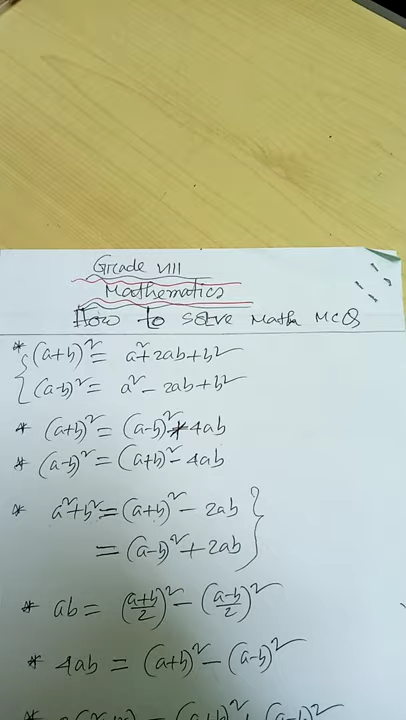 Grade VIII
Mathematics
How to solve Maths MCQ
* (a+b)² = a²+2ab+b²
(a-b)² = a²-2ab+b²
* (a+b)² = (a-b)²+4ab
* (a-b)² = (a+b)²-4ab
* a²+b² = (a+b)² - 2ab
= (a-b)² + 2ab
* ab = (a+b/2)² - (a-b/2)²
* 4ab = (a+b)² - (a-b)²